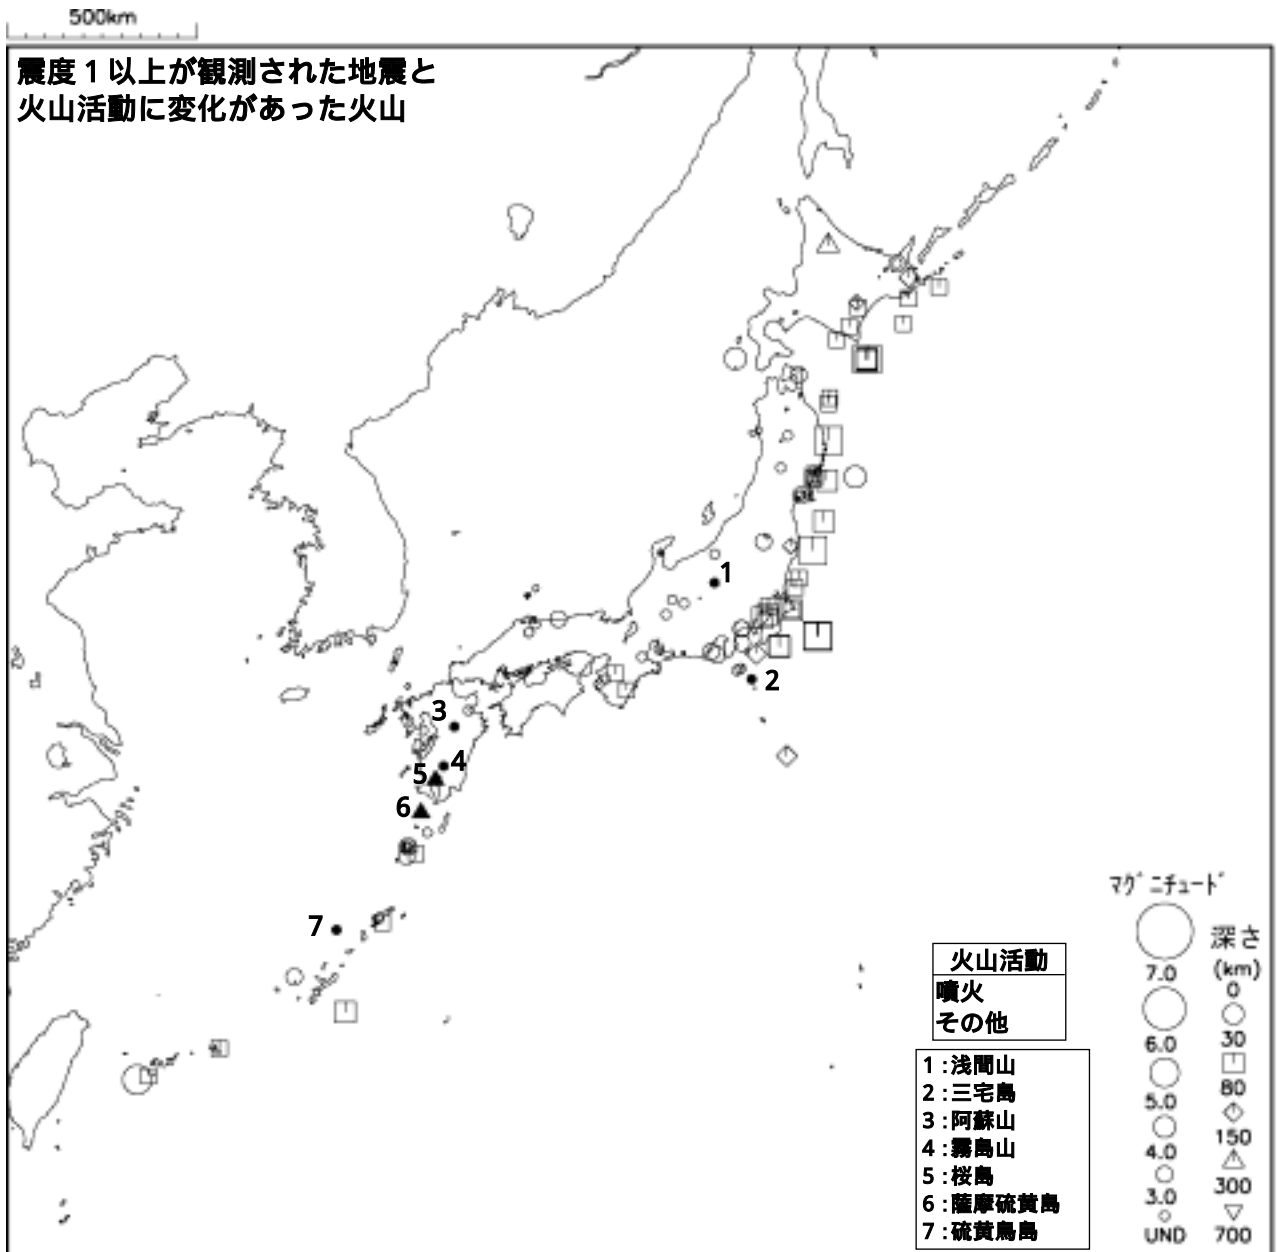 500km
震度１以上が観測された地震と
火山活動に変化があった火山
1
2
3
4
5
6
7
火山活動
噴火
その他
1 :浅間山
2 :三宅島
3 :阿蘇山
4 :霧島山
5 :桜島
6 :薩摩硫黄島
7 :硫黄鳥島
マグニチュード
7.0
6.0
5.0
4.0
3.0
UND
深さ
(km)
0
30
80
150
300
700